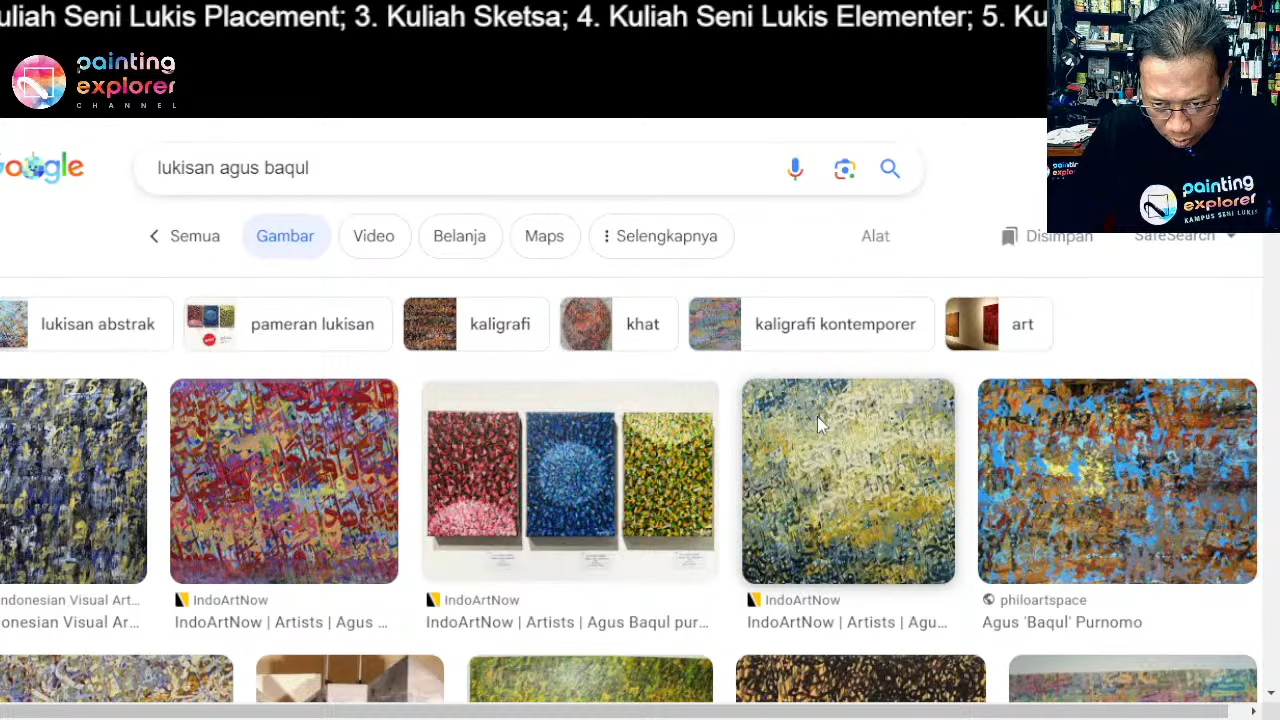 uliah Seni Lukis Placement; 3. Kuliah Sketsa; 4. Kuliah Seni Lukis Elementer; 5. Ku
painting
explorer
CHANNEL
oogle
lukisan agus baqul
Semua
Gambar
Video
Belanja
Maps
Selengkapnya
Alat
Disimpan
SafeSearch
painting
explorer
KAMPUS SENI LUKIS
lukisan abstrak
pameran lukisan
kaligrafi
khat
kaligrafi kontemporer
art
ndonesian Visual Art...
onesian Visual Ar...
IndoArtNow
IndoArtNow | Artists | Agus ...
IndoArtNow
IndoArtNow | Artists | Agus Baqul pur...
IndoArtNow
IndoArtNow | Artists | Agu...
philoartspace
Agus 'Baqul' Purnomo